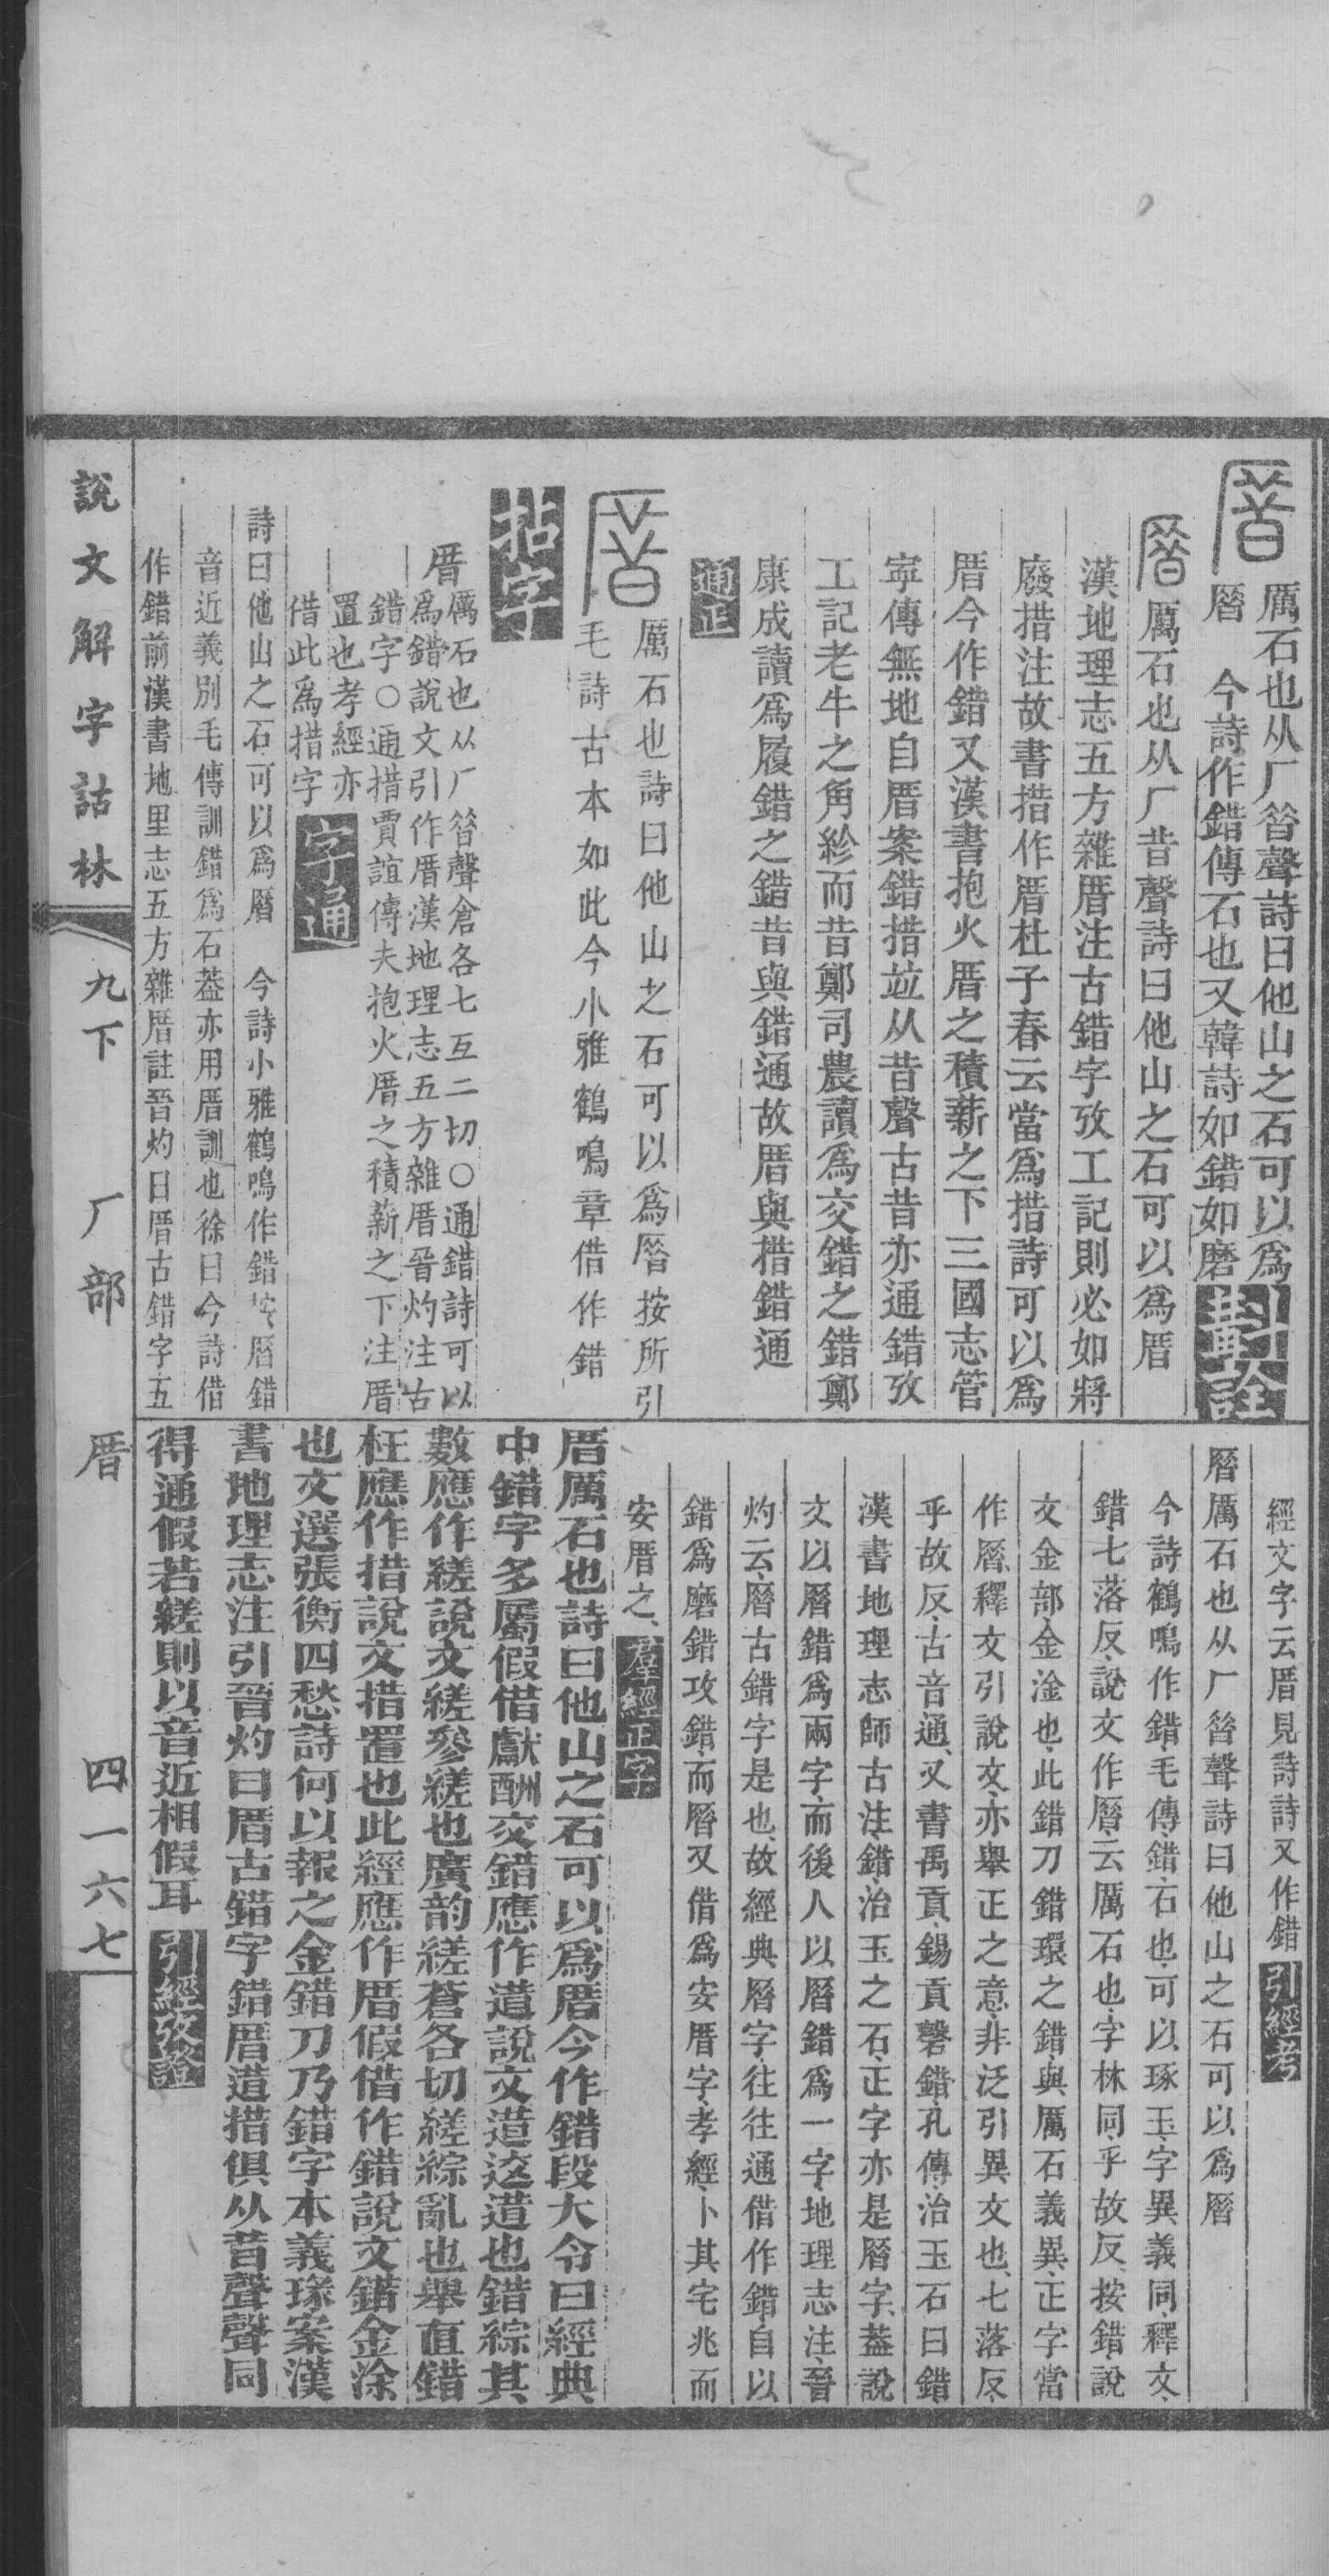 厲石也从厂㫺聲詩曰他山之石可以爲
厝　今詩作錯傳石也又韓詩如錯如磨
厲石也从厂昔聲詩曰他山之石可以爲厝
漢地理志五方雜厝注古錯字攷工記則必如將
廢措注故書措作厝杜子春云當爲措詩可以爲
厝今作錯又漢書抱火厝之積薪之下三國志管
寧傳無地自厝案錯措竝从昔聲古昔亦通錯攷
工記老牛之角紾而昔鄭司農讀爲交錯之錯鄭
康成讀爲履錯之錯昔與錯通故厝與措錯通
通正
厲石也詩曰他山之石可以爲厝按所引
毛詩古本如此今小雅鶴鳴章借作錯
拈字
厝厲石也从厂㫺聲倉各七互二切○通錯詩可以
爲錯說文引作厝漢地理志五方雜厝晉灼注古
錯字○通措賈誼傳夫抱火厝之積薪之下注厝
置也孝經亦
借此爲措字
字通
詩曰他山之石可以爲厝　今詩小雅鶴鳴作錯按厝錯
音近義別毛傳訓錯爲石葢亦用厝訓也徐曰今詩借
作錯前漢書地里志五方雜厝註晉灼曰厝古錯字五
經文字云厝見詩詩又作錯
引經考
厝厲石也从厂㫺聲詩曰他山之石可以爲厝
今詩鶴鳴作錯毛傳錯石也可以琢玉字異義同釋文
錯七落反說文作厝云厲石也字林同乎故反按錯說
文金部金淦也此錯刀錯環之錯與厲石義異正字當
作厝釋文引說文亦舉正之意非泛引異文也七落反
乎故反古音通又書禹貢錫貢磬錯孔傳治玉石曰錯
漢書地理志師古注錯治玉之石正字亦是厝字葢說
文以厝錯爲兩字而後人以厝錯爲一字地理志注晉
灼云厝古錯字是也故經典厝字往往通借作錯自以
錯爲磨錯攻錯而厝又借爲安厝字孝經卜其宅兆而
安厝之
羣經正字
厝厲石也詩曰他山之石可以爲厝今作錯段大令曰經典
中錯字多屬假借獻酬交錯應作逪說文逪迻逪也錯綜其
數應作縒說文縒參縒也廣韵縒蒼各切縒綜亂也舉直錯
枉應作措說文措置也此經應作厝假借作錯說文錯金涂
也文選張衡四愁詩何以報之金錯刀乃錯字本義瑑案漢
書地理志注引晉灼曰厝古錯字錯厝逪措俱从昔聲聲同
得通假若縒則以音近相假耳
引經攷證
說文解字詁林
九下
厂部
厝
四一六七